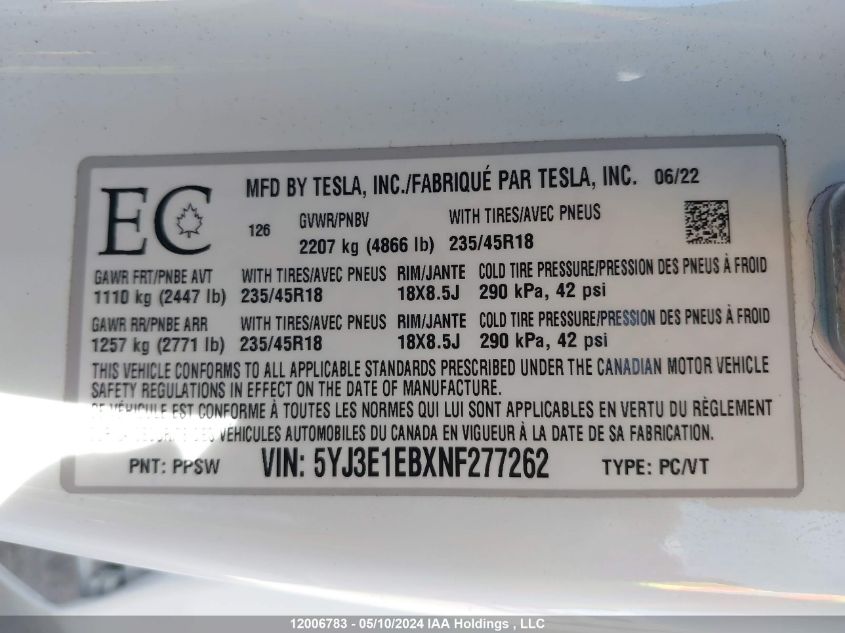 EC
MFD BY TESLA, INC./FABRIQUÉ PAR TESLA, INC. 06/22
126 GVWR/PNBV WITH TIRES/AVEC PNEUS
2207 kg (4866 lb) 235/45R18
GAWR FRT/PNBE AVT WITH TIRES/AVEC PNEUS RIM/JANTE COLD TIRE PRESSURE/PRESSION DES PNEUS À FROID
1110 kg (2447 lb) 235/45R18 18X8.5J 290 kPa, 42 psi
GAWR RR/PNBE ARR WITH TIRES/AVEC PNEUS RIM/JANTE COLD TIRE PRESSURE/PRESSION DES PNEUS À FROID
1257 kg (2771 lb) 235/45R18 18X8.5J 290 kPa, 42 psi
THIS VEHICLE CONFORMS TO ALL APPLICABLE STANDARDS PRESCRIBED UNDER THE CANADIAN MOTOR VEHICLE
SAFETY REGULATIONS IN EFFECT ON THE DATE OF MANUFACTURE.
CE VÉHICULE EST CONFORME À TOUTES LES NORMES QUI LUI SONT APPLICABLES EN VERTU DU RÈGLEMENT
SUR LA SÉCURITÉ DES VÉHICULES AUTOMOBILES DU CANADA EN VIGUEUR À LA DATE DE SA FABRICATION.
PNT: PPSW VIN: 5YJ3E1EBXNF277262 TYPE: PC/VT
12006783 - 05/10/2024 IAA Holdings , LLC